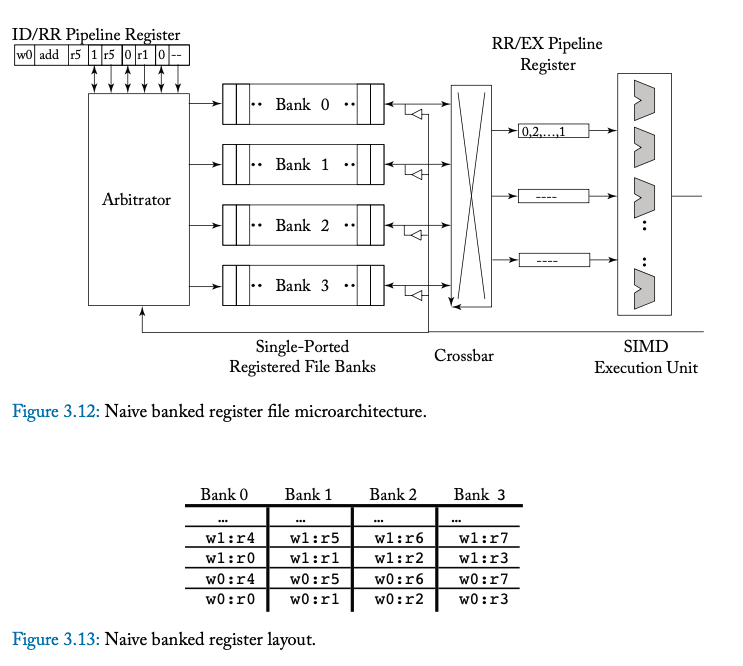 ID/RR Pipeline Register
w0 add r5 1 r5 0 r1 0 --
RR/EX Pipeline
Register
Arbitrator
.. Bank 0 ..
.. Bank 1 ..
.. Bank 2 ..
.. Bank 3 ..
0,2,...,1
----
----
Single-Ported
Registered File Banks
Crossbar
SIMD
Execution Unit
Figure 3.12: Naive banked register file microarchitecture.
Bank 0 Bank 1 Bank 2 Bank 3
... ... ... ...
w1:r4 w1:r5 w1:r6 w1:r7
w1:r0 w1:r1 w1:r2 w1:r3
w0:r4 w0:r5 w0:r6 w0:r7
w0:r0 w0:r1 w0:r2 w0:r3
Figure 3.13: Naive banked register layout.